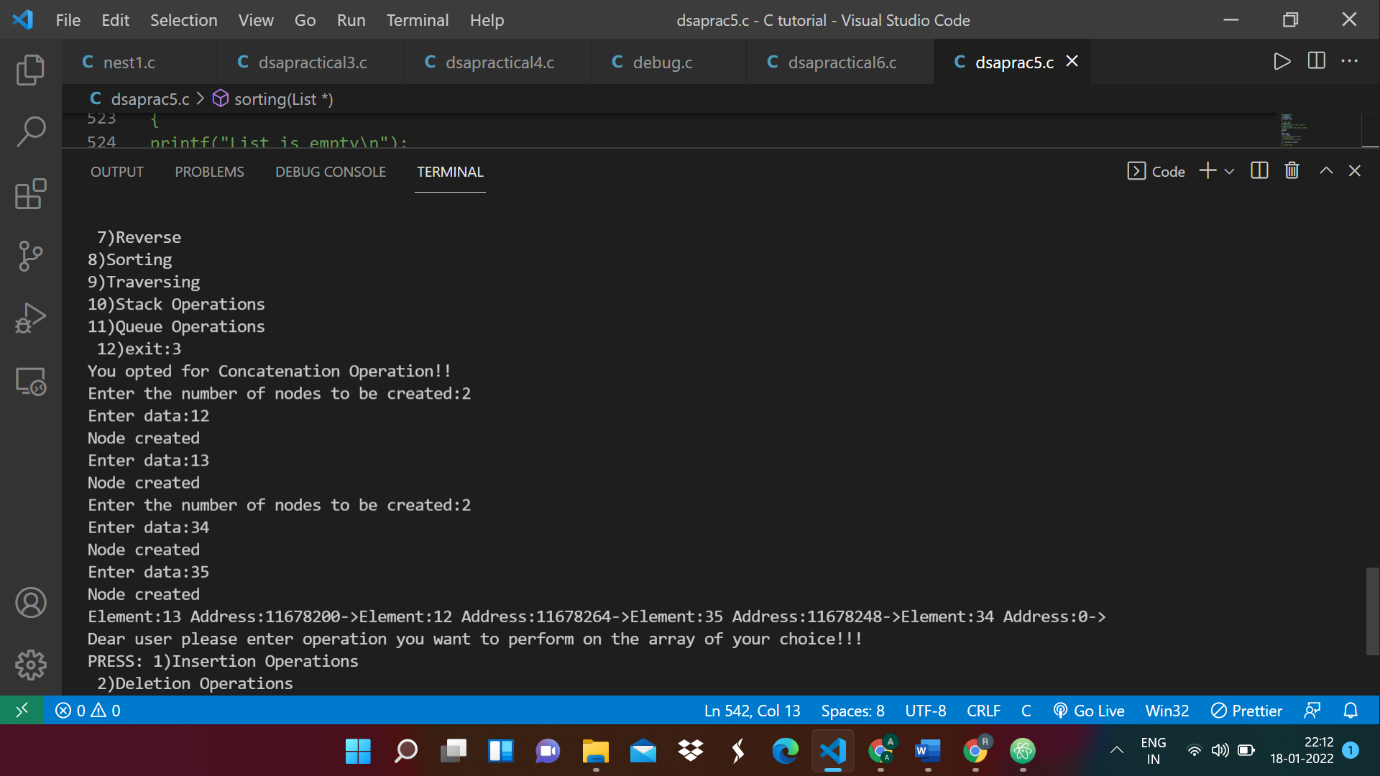 File Edit Selection View Go Run Terminal Help dsaprac5.c - C tutorial - Visual Studio Code
C nest1.c C dsapractical3.c C dsapractical4.c C debug.c C dsapractical6.c C dsaprac5.c
C dsaprac5.c > sorting(List *)
523 {
524 printf("List is empty\n");
OUTPUT PROBLEMS DEBUG CONSOLE TERMINAL Code
7)Reverse
8)Sorting
9)Traversing
10)Stack Operations
11)Queue Operations
12)exit:3
You opted for Concatenation Operation!!
Enter the number of nodes to be created:2
Enter data:12
Node created
Enter data:13
Node created
Enter the number of nodes to be created:2
Enter data:34
Node created
Enter data:35
Node created
Element:13 Address:11678200->Element:12 Address:11678264->Element:35 Address:11678248->Element:34 Address:0->
Dear user please enter operation you want to perform on the array of your choice!!!
PRESS: 1)Insertion Operations
2)Deletion Operations
0 0 Ln 542, Col 13 Spaces: 8 UTF-8 CRLF C Go Live Win32 Prettier
ENG 22:12
IN 18-01-2022 1